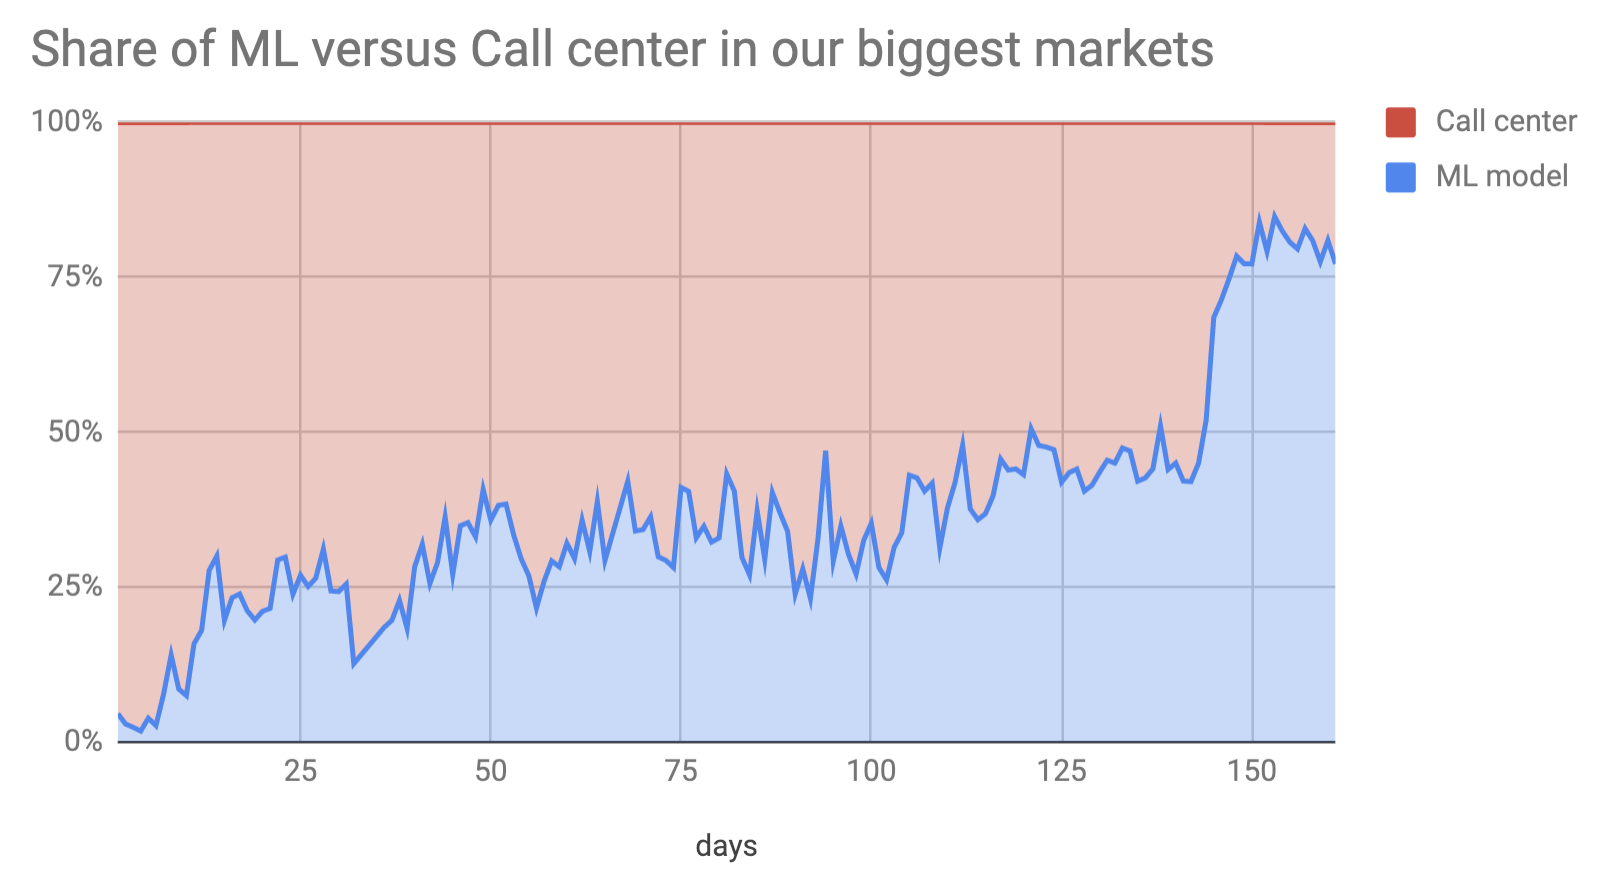 Share of ML versus Call center in our biggest markets
100%
75%
50%
25%
0%
25 50 75 100 125 150
days
Call center
ML model